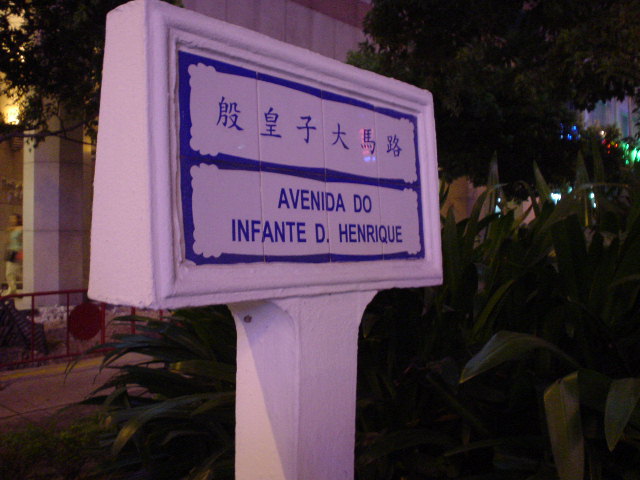 殷皇子大馬路
AVENIDA DO
INFANTE D. HENRIQUE